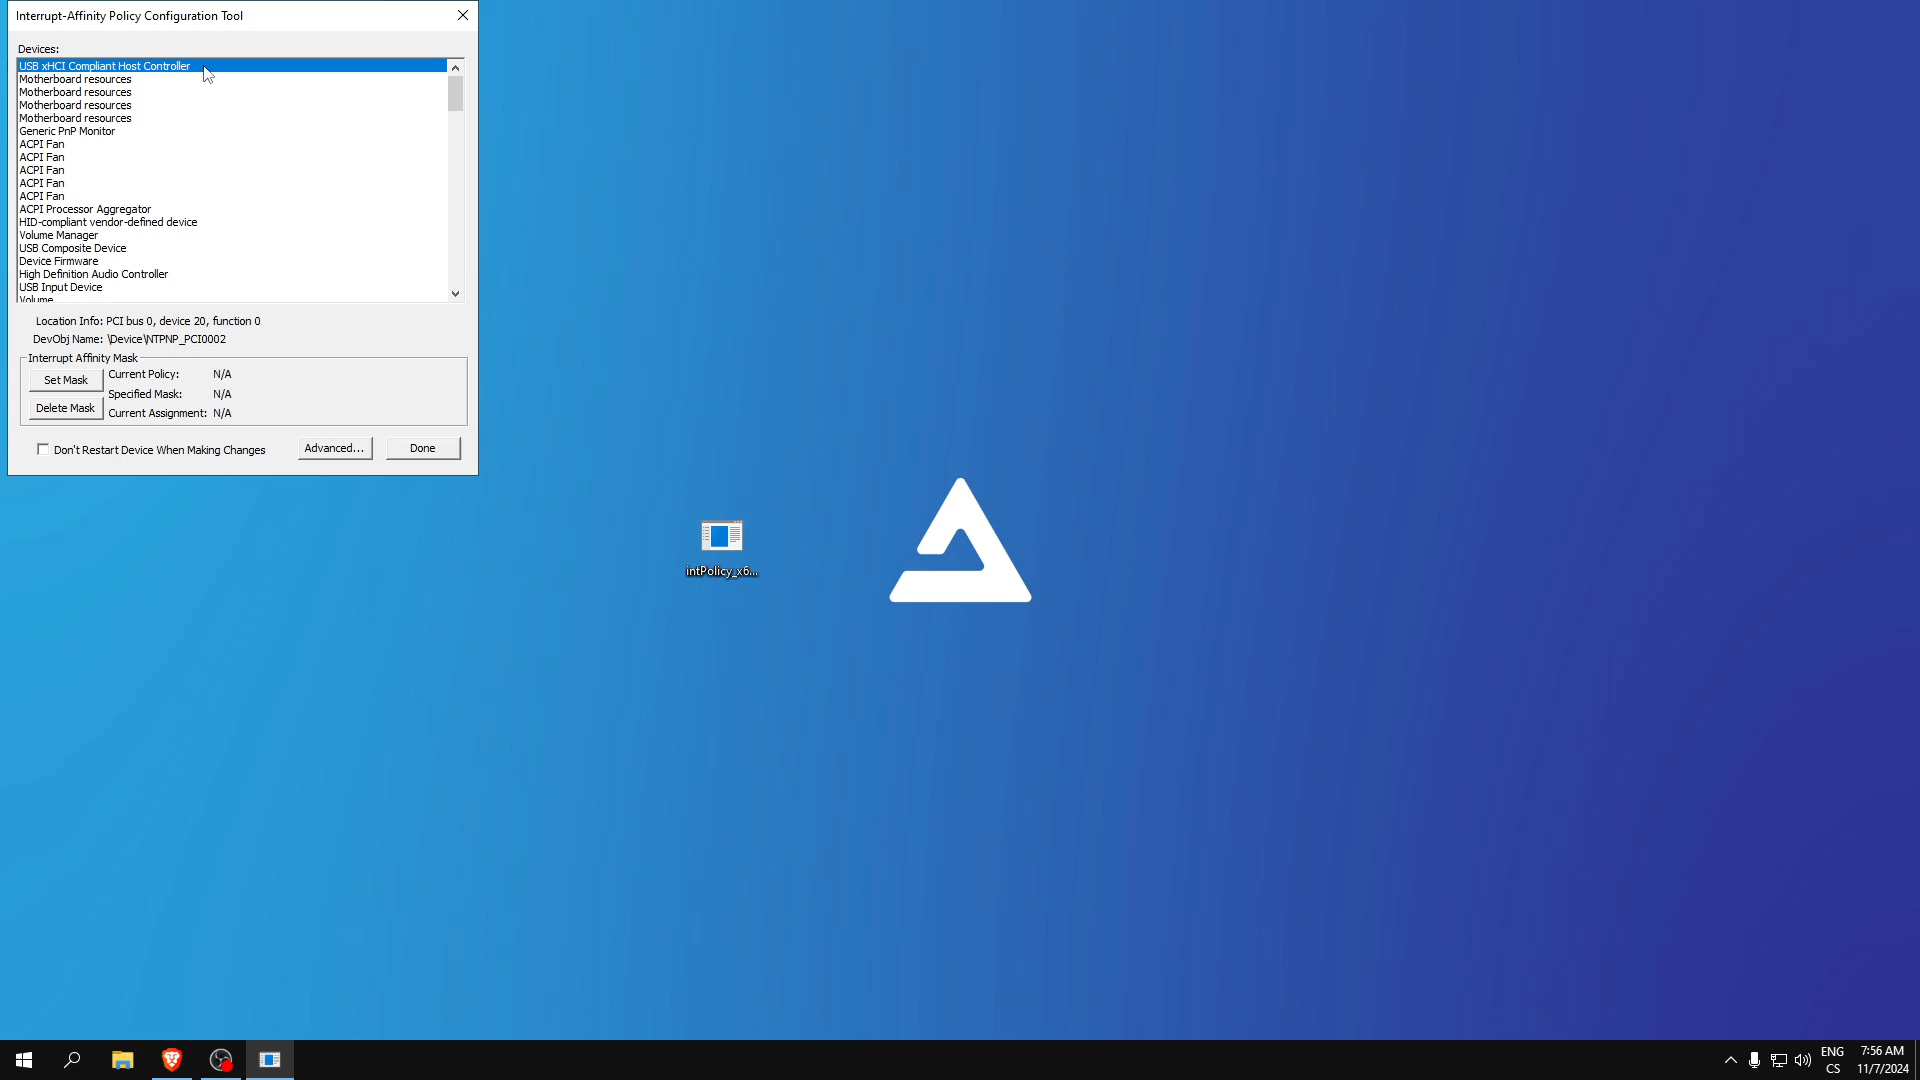 Interrupt-Affinity Policy Configuration Tool
Devices:
USB xHCI Compliant Host Controller
Motherboard resources
Motherboard resources
Motherboard resources
Motherboard resources
Generic PnP Monitor
ACPI Fan
ACPI Fan
ACPI Fan
ACPI Fan
ACPI Fan
ACPI Processor Aggregator
HID-compliant vendor-defined device
Volume Manager
USB Composite Device
Device Firmware
High Definition Audio Controller
USB Input Device
Volume
Location Info: PCI bus 0, device 20, function 0
DevObj Name: \Device\NTPNP_PCI0002
Interrupt Affinity Mask
Set Mask
Current Policy: N/A
Specified Mask: N/A
Delete Mask
Current Assignment: N/A
Don't Restart Device When Making Changes
Advanced...
Done
intPolicy_x6...
ENG
CS
7:56 AM
11/7/2024